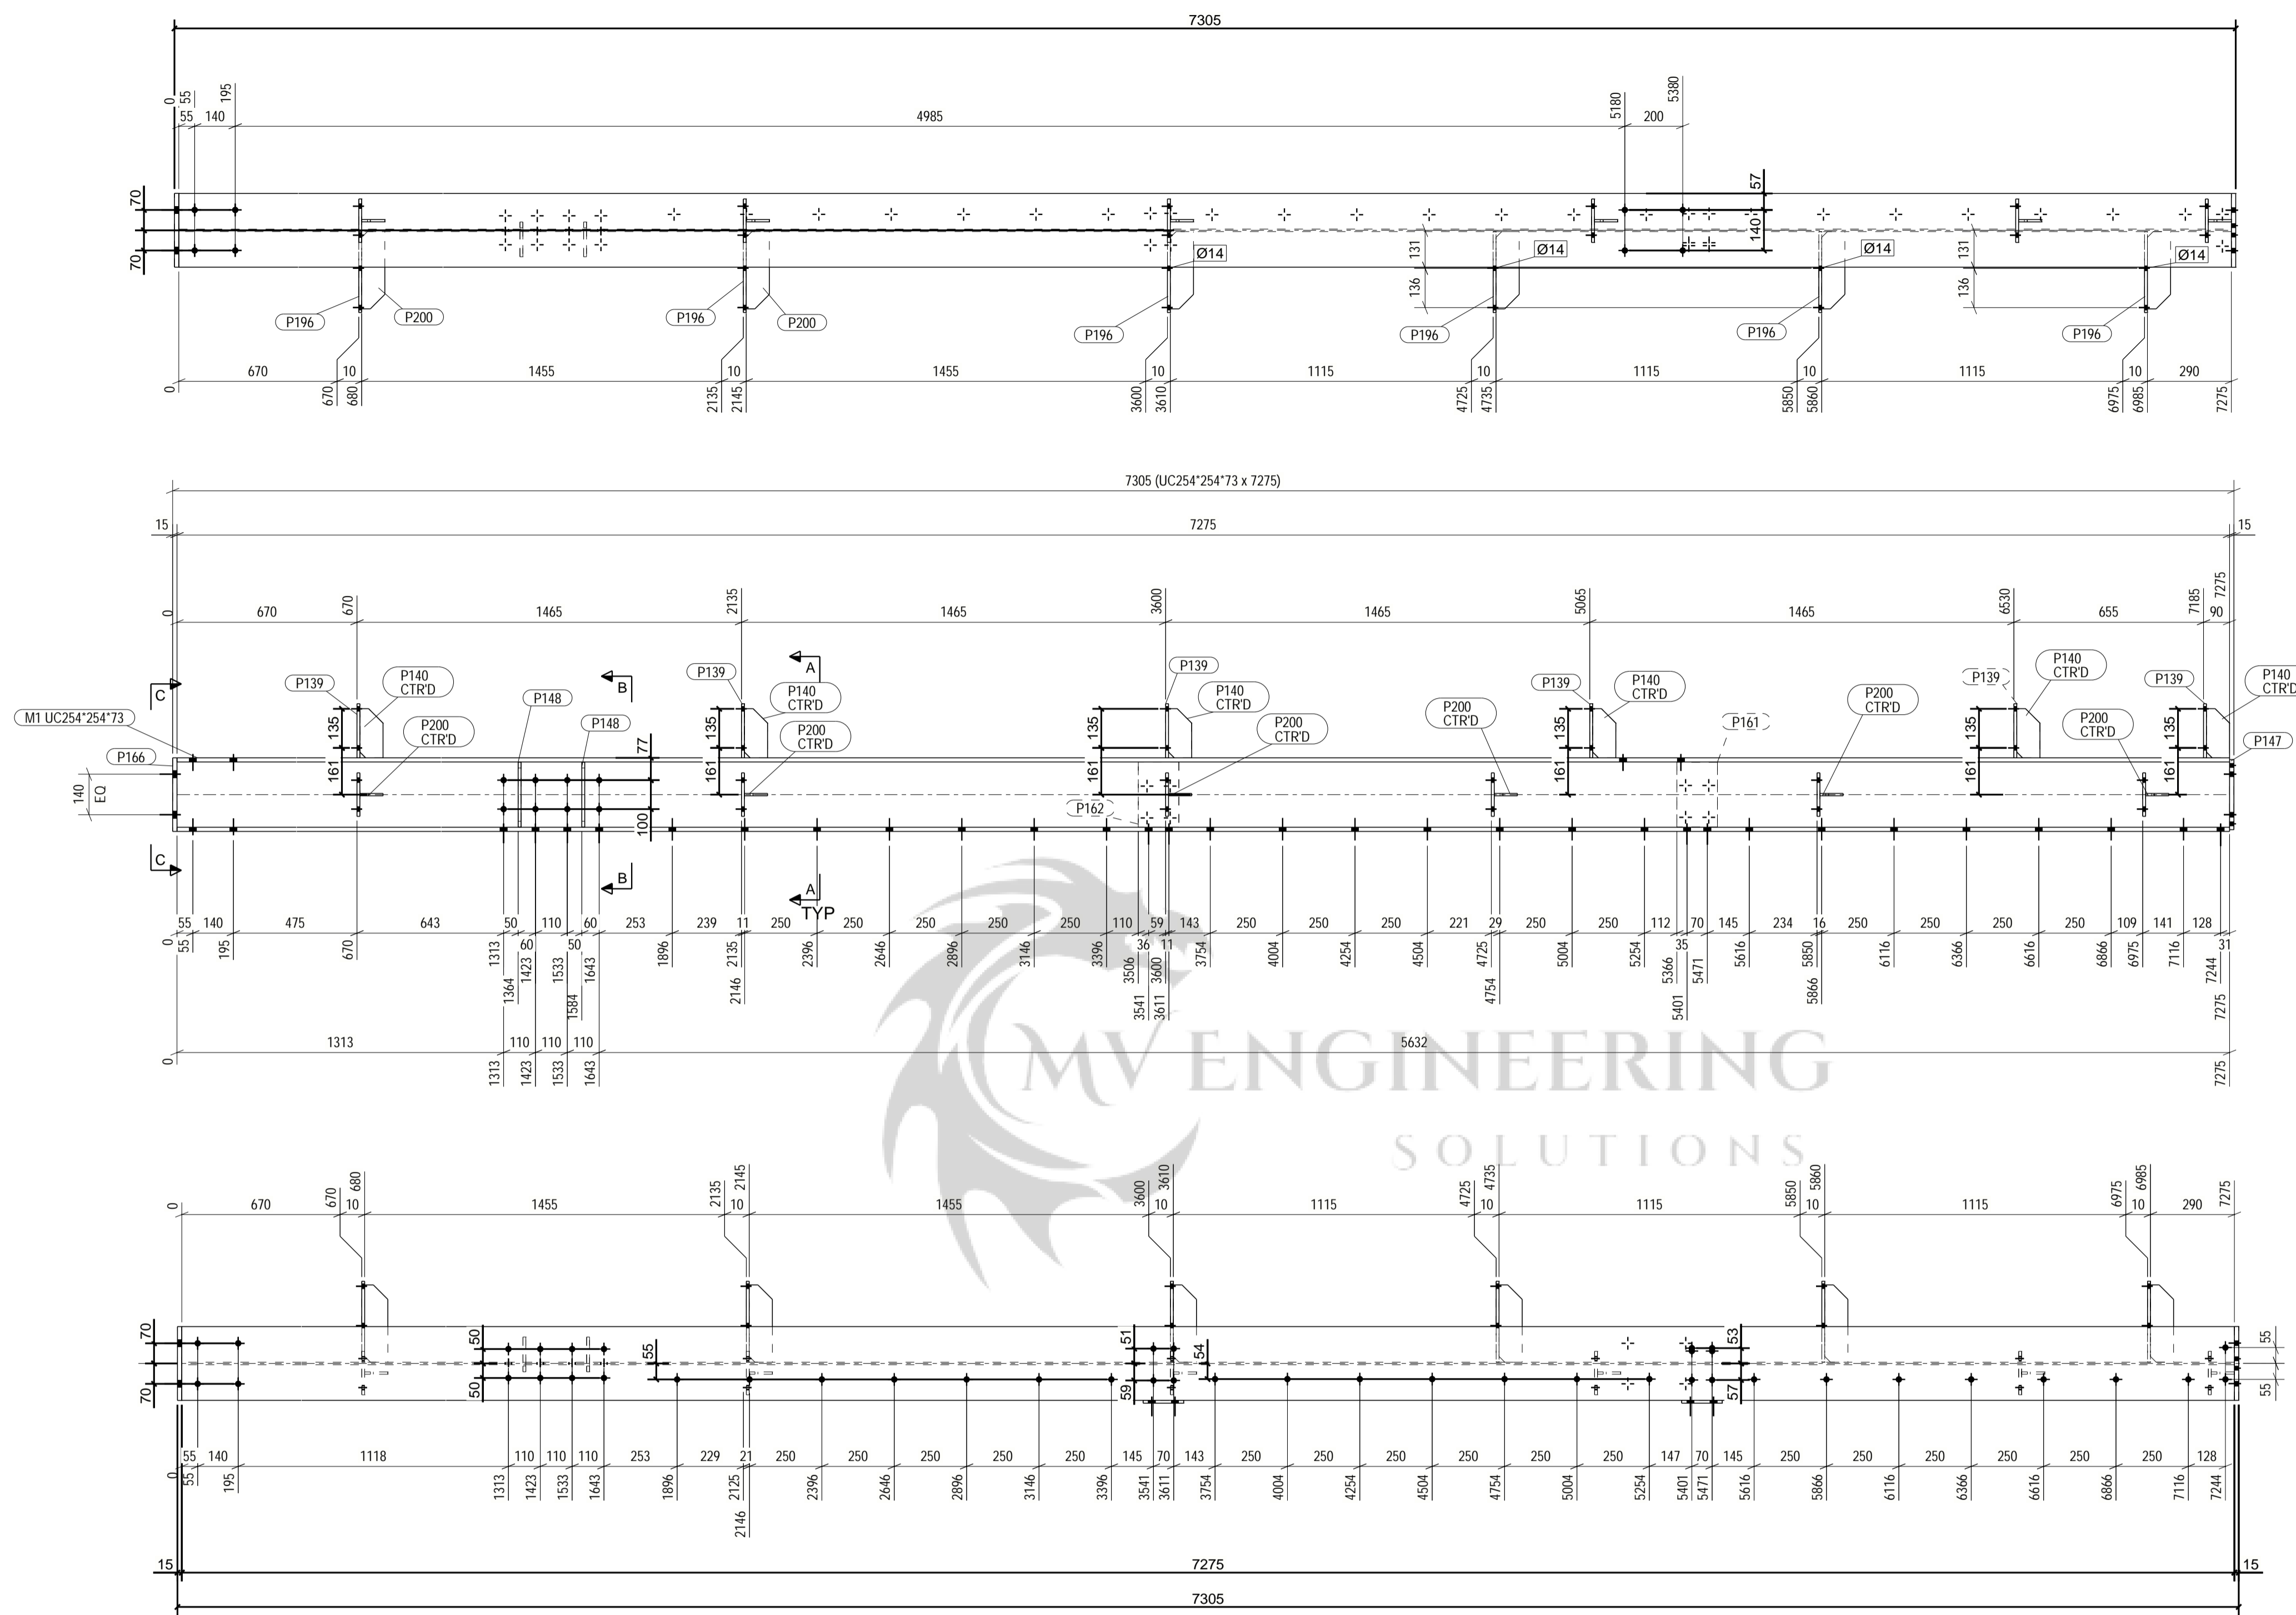 7305
0 55 195 5180 5380
55 140 4985 200
70 57
140
70 131 131
Ø14 Ø14 Ø14 Ø14
136 136
P196 P200 P196 P200 P196 P196 P196 P196
670 10 1455 10 1455 10 1115 10 1115 10 1115 10 290
0 670 680 2135 2145 3600 3610 4725 4735 5850 5860 6975 6985 7275
7305 (UC254*254*73 x 7275)
15 7275 15
0 670 2135 3600 5065 6530 7185 7275
670 1465 1465 1465 1465 655 90
C P139 P140 CTR'D B P139 A P140 CTR'D P139 P140 CTR'D P139 P140 CTR'D P139 P140 CTR'D P139 P140 CTR'D
M1 UC254*254*73 P148 P148
P200 CTR'D P200 CTR'D P200 CTR'D P200 CTR'D P161 P200 CTR'D P200 CTR'D
P166 P147
135 77 135 135 135 135 135
161 161 161 161 161 161
140 EQ P162
100
C B A
TYP
55 140 475 643 50 110 60 253 239 11 250 250 250 250 250 110 59 143 250 250 250 221 29 250 250 112 70 145 234 16 250 250 250 250 109 141 128
60 50 36 11 35 31
0 55 195 670 1313 1423 1533 1643 1896 2135 2396 2646 2896 3146 3396 3506 3600 3754 4004 4254 4504 4725 5004 5254 5366 5471 5616 5850 6116 6366 6616 6866 6975 7116 7244
1364 1584 2146 3541 3611 4754 5401 5866 7275
1313 110 110 110 5632
0 1313 1423 1533 1643 7275
MV ENGINEERING
SOLUTIONS
0 670 680 2135 2145 3600 3610 4725 4735 5850 5860 6975 6985 7275
670 10 1455 10 1455 10 1115 10 1115 10 1115 10 290
70 50 55 51 54 53 55
70 50 59 57 55
55 140 1118 110 110 110 253 229 21 250 250 250 250 250 145 70 143 250 250 250 250 250 250 147 70 145 250 250 250 250 250 250 128
0 55 195 1313 1423 1533 1643 1896 2125 2396 2646 2896 3146 3396 3541 3611 3754 4004 4254 4504 4754 5004 5254 5401 5471 5616 5866 6116 6366 6616 6866 7116 7244
2146
15 7275 15
7305